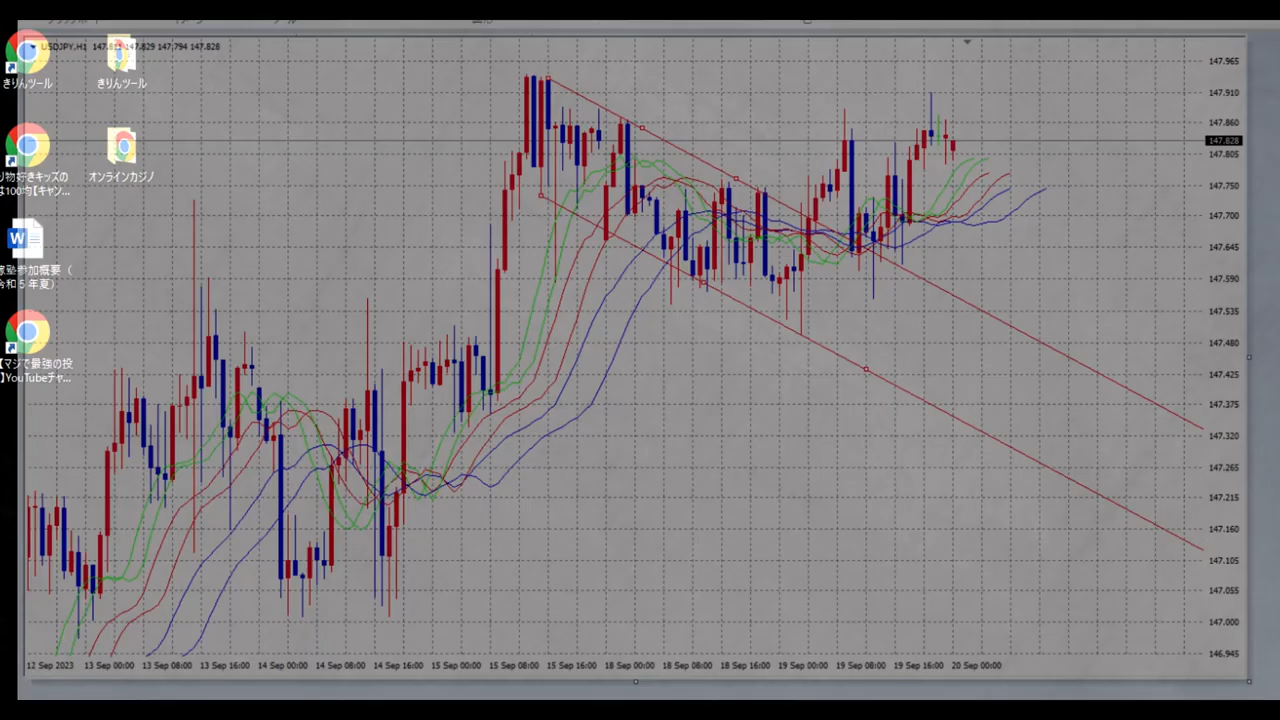 USDJPY,H1 147.811 147.829 147.794 147.828
きりんツール
きりんツール
り物好きキッズの
は100均【キャン...
オンラインカジノ
W
家塾参加概要（
令和５年夏）
【マジで最強の投
】YouTubeチャ...
147.965
147.910
147.860
147.828
147.805
147.750
147.700
147.645
147.590
147.535
147.480
147.425
147.375
147.320
147.265
147.215
147.160
147.105
147.055
147.000
146.945
12 Sep 2023
13 Sep 00:00
13 Sep 08:00
13 Sep 16:00
14 Sep 00:00
14 Sep 08:00
14 Sep 16:00
15 Sep 00:00
15 Sep 08:00
15 Sep 16:00
18 Sep 00:00
18 Sep 08:00
18 Sep 16:00
19 Sep 00:00
19 Sep 08:00
19 Sep 16:00
20 Sep 00:00